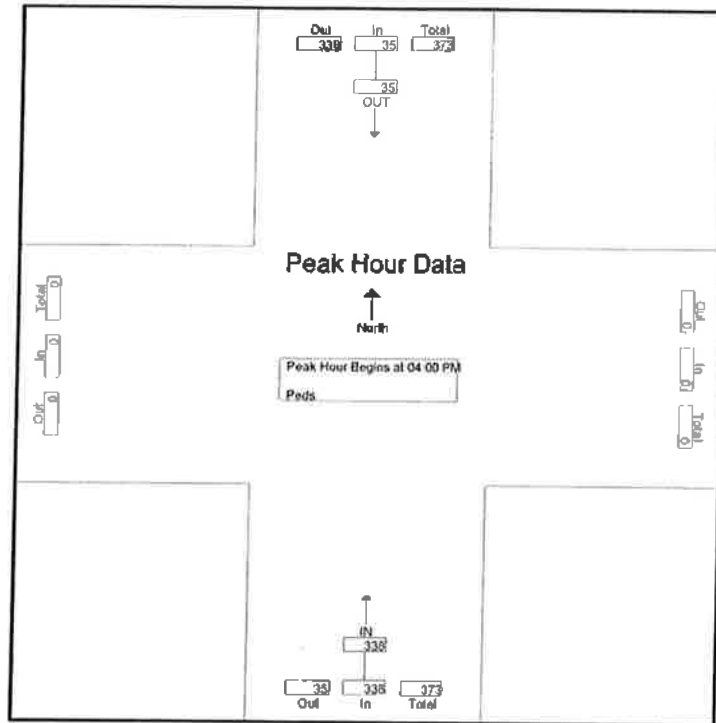 Out In Total
35 373
35
OUT
Peak Hour Data
North
Total 0
In 0
Out 0
Out 0
In 0
Total 0
Peak Hour Begins at 04 00 PM
Peds
IN
338
35 373
Out In Total